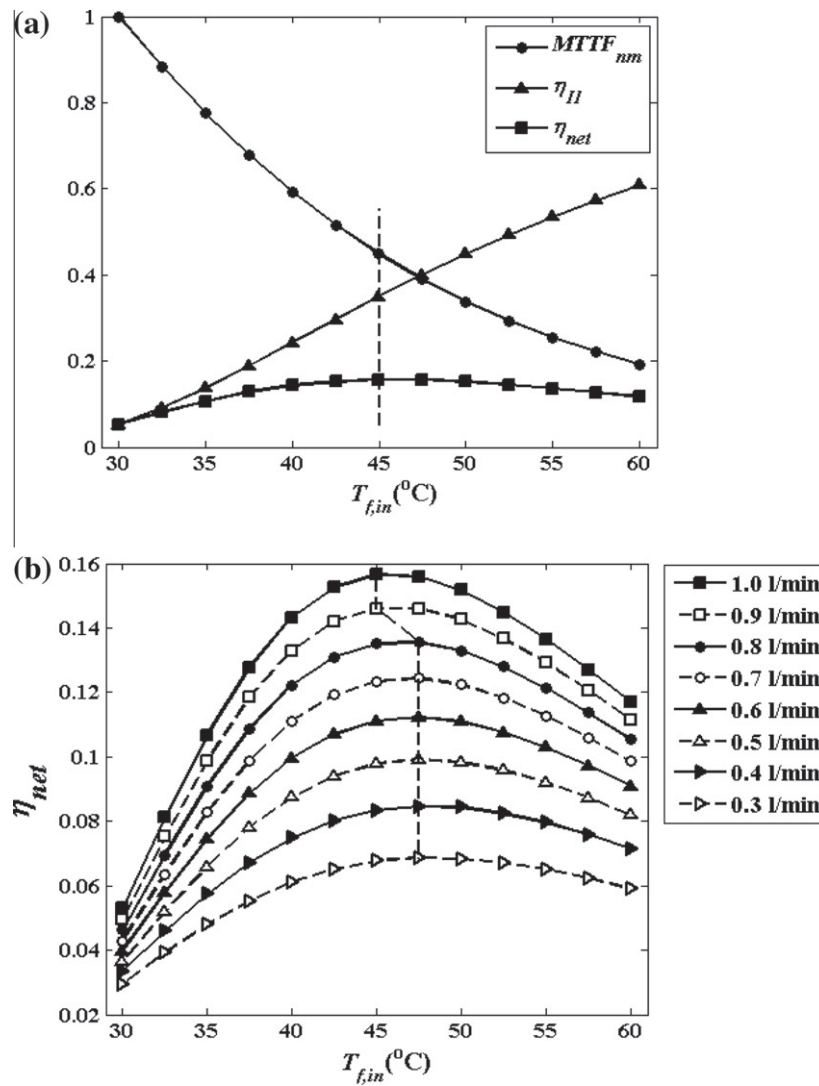 (a)
1
0.8
0.6
0.4
0.2
0
MTTF_nm
η_II
η_net
30 35 40 45 50 55 60
T_f,in(°C)
(b)
0.16
0.14
0.12
0.1
0.08
0.06
0.04
0.02
η_net
30 35 40 45 50 55 60
T_f,in(°C)
1.0 l/min
0.9 l/min
0.8 l/min
0.7 l/min
0.6 l/min
0.5 l/min
0.4 l/min
0.3 l/min